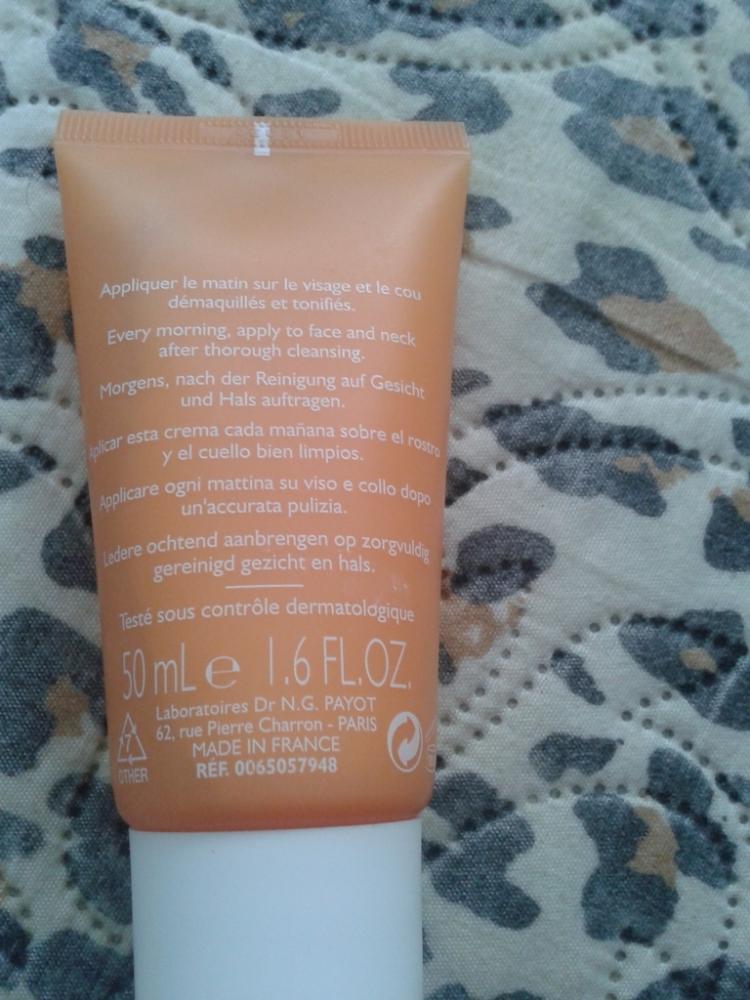 Appliquer le matin sur le visage et le cou
démaquillés et tonifiés.
Every morning, apply to face and neck
after thorough cleansing.
Morgens, nach der Reinigung auf Gesicht
und Hals auftragen.
Aplicar esta crema cada mañana sobre el rostro
y el cuello bien limpios.
Applicare ogni mattina su viso e collo dopo
un'accurata pulizia.
Iedere ochtend aanbrengen op zorgvuldig
gereinigd gezicht en hals.
Testé sous contrôle dermatologique
50 mL e 1.6 FL.OZ.
Laboratoires Dr N.G. PAYOT
62, rue Pierre Charron - PARIS
MADE IN FRANCE
RÉF. 0065057948
7
OTHER